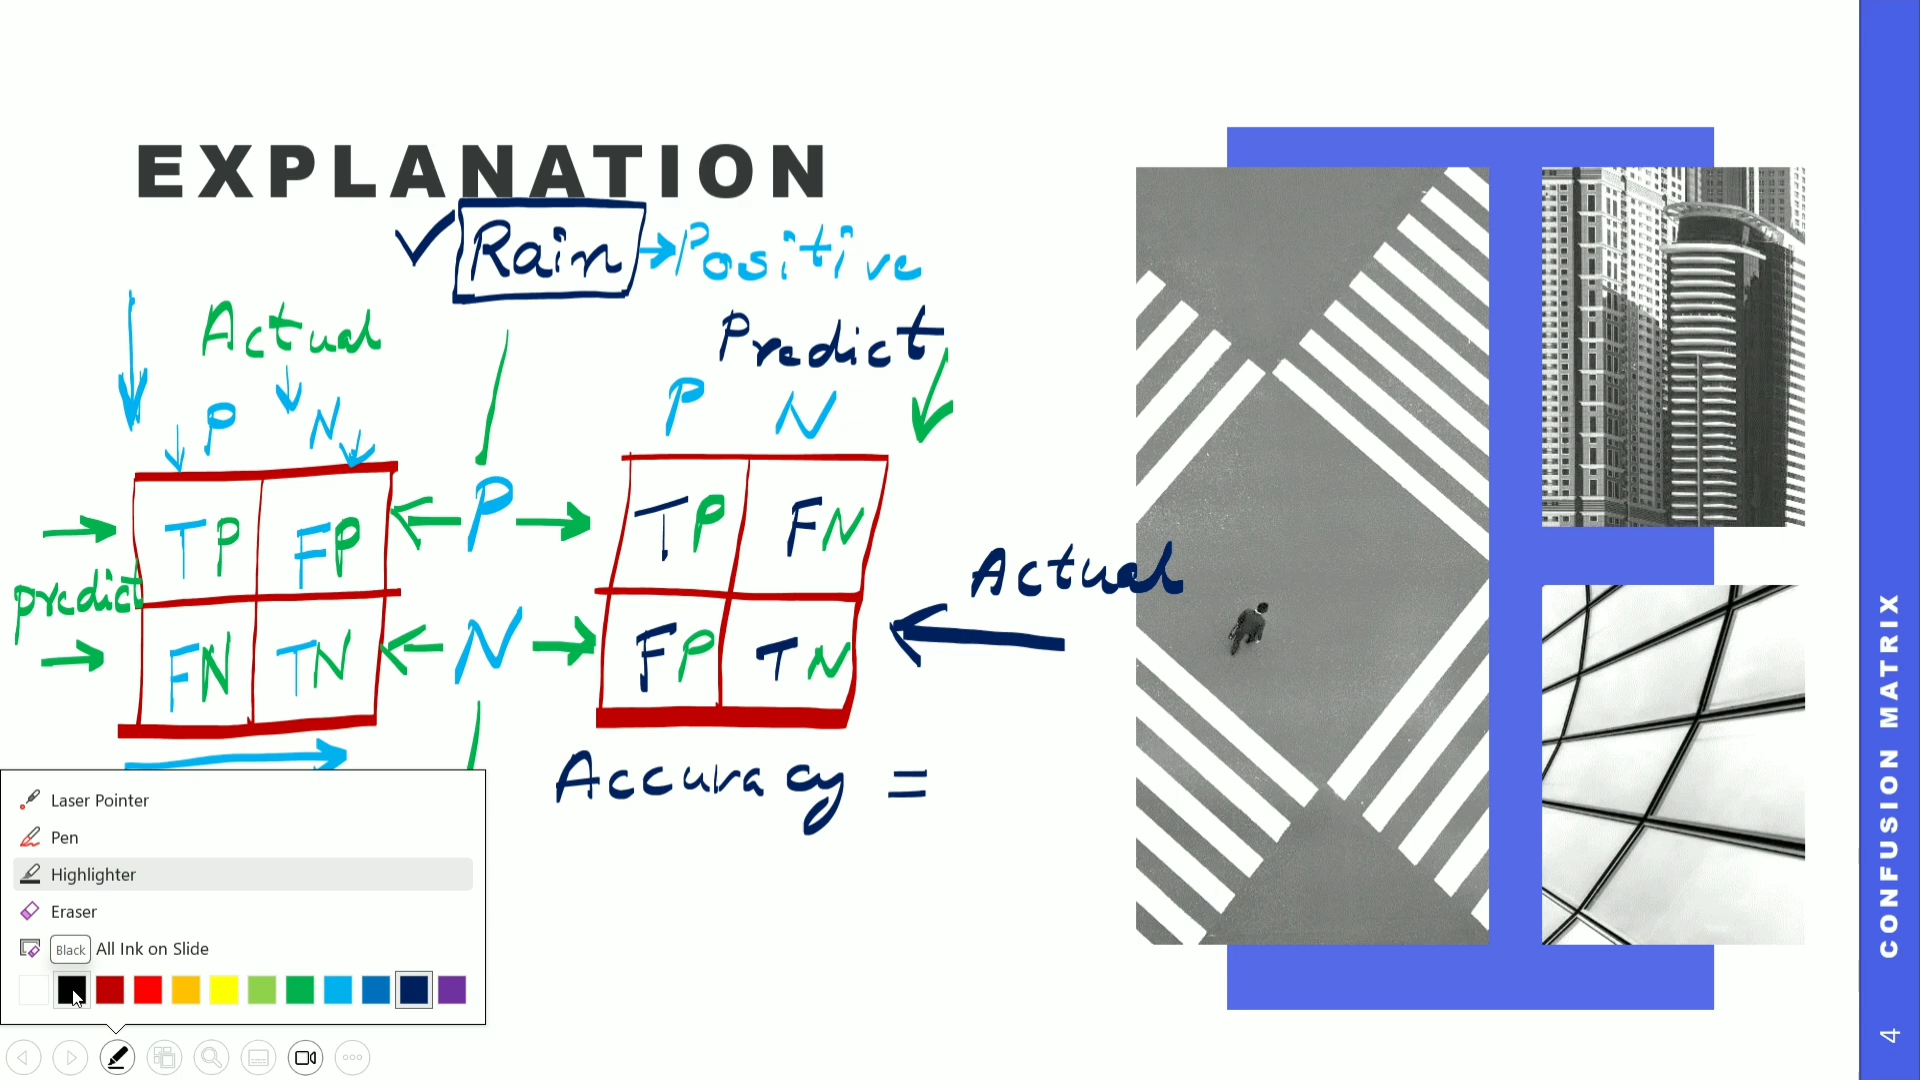 EXPLANATION
✓ Rain → Positive
Actual
Predict
P N
P N
TP FP ← P → TP FN
predict
Actual
FN TN ← N → FP TN
Accuracy =
Laser Pointer
Pen
Highlighter
Eraser
Black All Ink on Slide
CONFUSION MATRIX
4